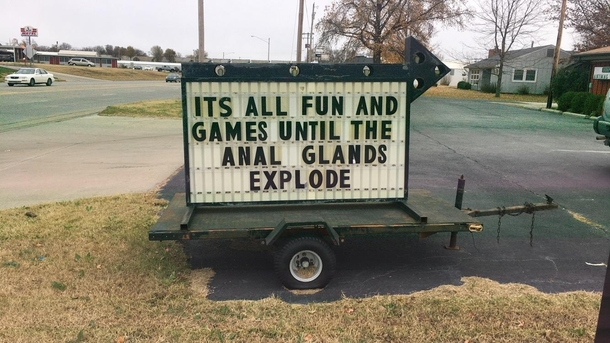 ITS ALL FUN AND
GAMES UNTIL THE
ANAL GLANDS
EXPLODE